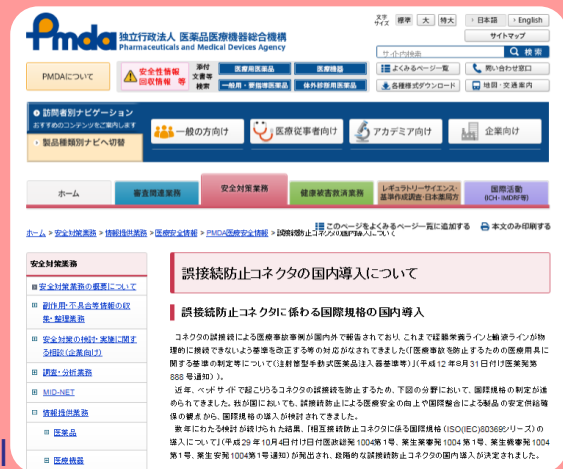 文字サイズ 標準 大 特大 日本語 English
Pmda 独立行政法人 医薬品医療機器総合機構
Pharmaceuticals and Medical Devices Agency
サイトマップ
サイト内検索 検索
PMDAについて
安全性情報 回収情報 等
添付文書等検索
医療用医薬品 医療機器
一般用・要指導医薬品 体外診断用医薬品
よくみるページ一覧 問い合わせ窓口
各種様式ダウンロード 地図・交通案内
訪問者別ナビゲーション
おすすめのコンテンツをご案内します
製品種類別ナビへ切替
一般の方向け 医療従事者向け アカデミア向け 企業向け
ホーム 審査関連業務 安全対策業務 健康被害救済業務 レギュラトリーサイエンス・基準作成調査・日本薬局方 国際活動 (ICH・IMDRF等)
このページをよくみるページ一覧に追加する 本文のみ印刷する
ホーム > 安全対策業務 > 情報提供業務 > 医療安全情報 > PMDA医療安全情報 > 誤接続防止コネクタの国内導入について
安全対策業務
安全対策業務の概要について
副作用・不具合等情報の収集・整理業務
安全対策の検討・実施に関する相談(企業向け)
調査・分析業務
MID-NET
情報提供業務
医薬品
医療機器
誤接続防止コネクタの国内導入について
誤接続防止コネクタに係わる国際規格の国内導入
コネクタの誤接続による医療事故事例が国内外で報告されており、これまで経腸栄養ラインと輸液ラインが物
理的に接続できないよう基準を改正する等の対応がなされてきました(「医療事故を防止するための医療用具に
関する基準の制定等について(注射筒型手動式医薬品注入器基準等)」(平成12年8月31日付け医薬発第
888号通知))。
近年、ベッドサイドで起こりうるコネクタの誤接続を防止するため、下図の分野において、国際規格の制定が進
められてきました。我が国においても、誤接続防止による医療安全の向上や国際整合による製品の安定供給確
保の観点から、国際規格の導入が検討されてきました。
数年にわたる検討が続けられた結果、「相互接続防止コネクタに係る国際規格(ISO(IEC)80369シリーズ)の
導入について」(平成29年10月4日付け医政総発1004第1号、薬生薬審発1004第1号、薬生機審発1004
第1号、薬生安発1004第1号通知)が発出され、段階的な誤接続防止コネクタの国内導入が決定されました。